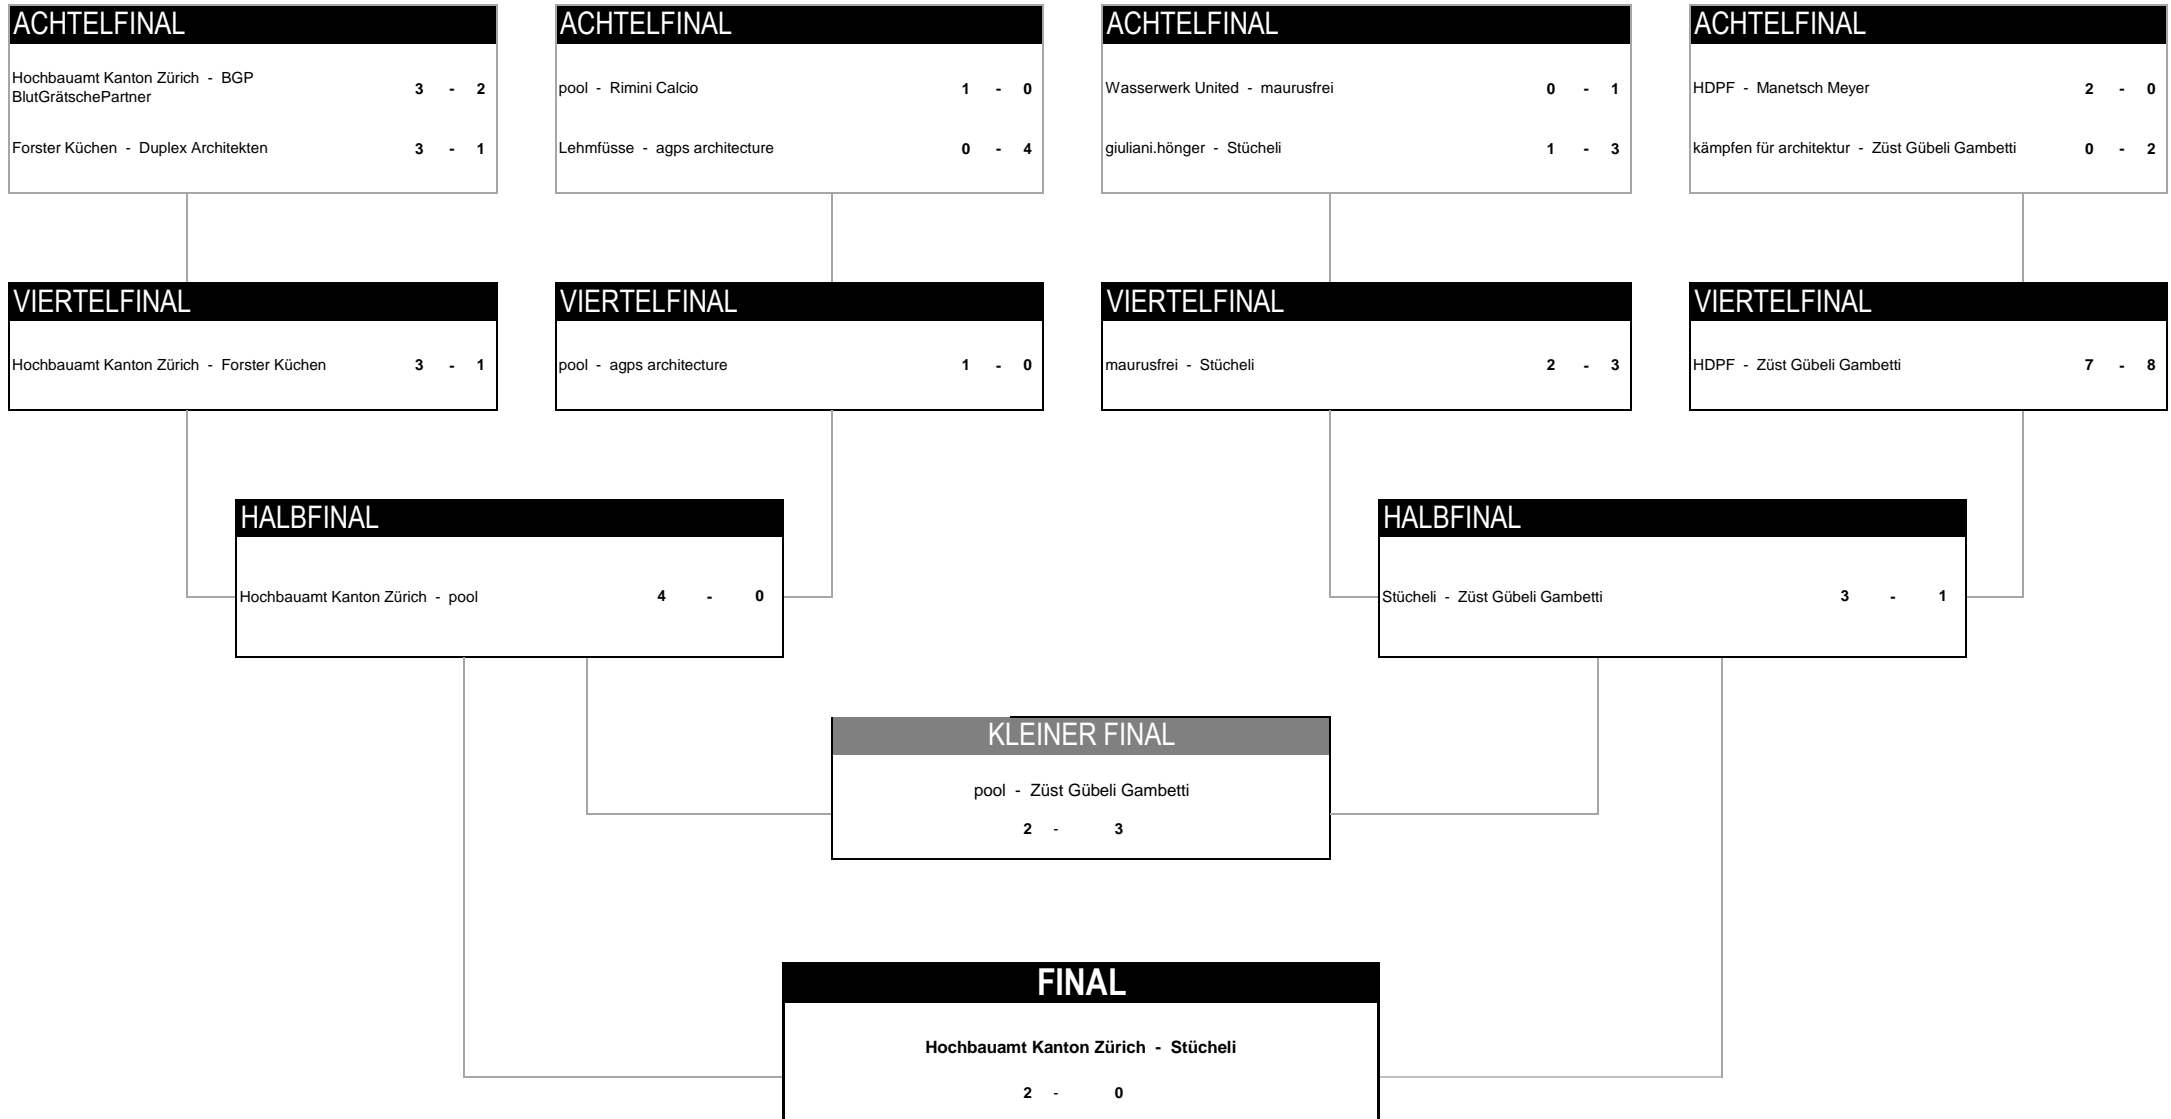 ACHTELFINAL
Hochbauamt Kanton Zürich - BGP
BlutGrätschePartner
3 - 2
Forster Küchen - Duplex Architekten 3 - 1
ACHTELFINAL
pool - Rimini Calcio 1 - 0
Lehmfüsse - agps architecture 0 - 4
ACHTELFINAL
Wasserwerk United - maurusfrei 0 - 1
giuliani.hönger - Stücheli 1 - 3
ACHTELFINAL
HDPF - Manetsch Meyer 2 - 0
kämpfen für architektur - Züst Gübeli Gambetti 0 - 2
VIERTELFINAL
Hochbauamt Kanton Zürich - Forster Küchen 3 - 1
VIERTELFINAL
pool - agps architecture 1 - 0
VIERTELFINAL
maurusfrei - Stücheli 2 - 3
VIERTELFINAL
HDPF - Züst Gübeli Gambetti 7 - 8
HALBFINAL
Hochbauamt Kanton Zürich - pool 4 - 0
HALBFINAL
Stücheli - Züst Gübeli Gambetti 3 - 1
KLEINER FINAL
pool - Züst Gübeli Gambetti
2 - 3
FINAL
Hochbauamt Kanton Zürich - Stücheli
2 - 0